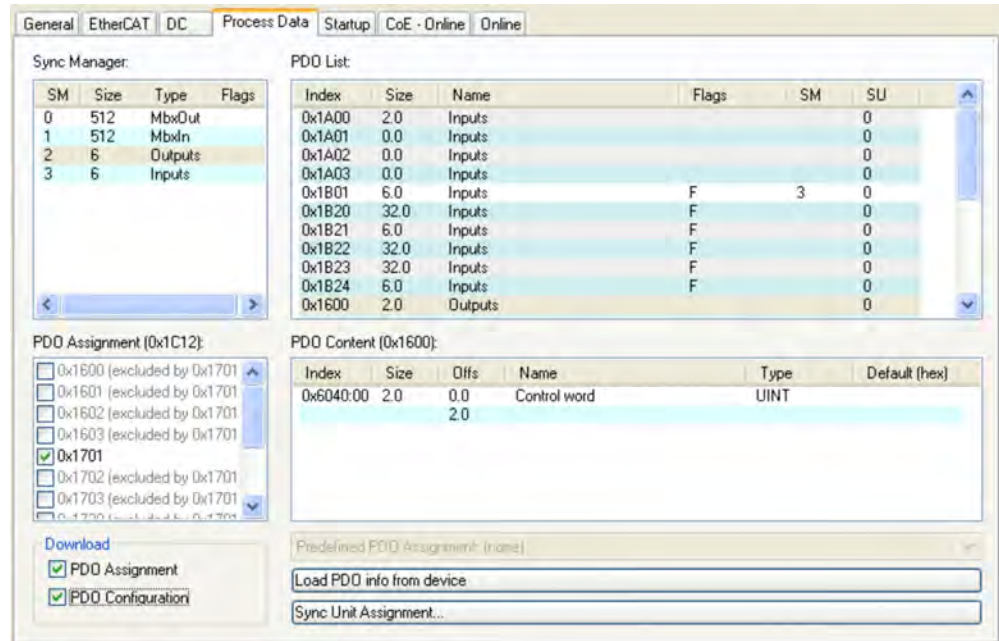 General EtherCAT DC Process Data Startup CoE - Online Online
Sync Manager:
SM Size Type Flags
0 512 MbxOut
1 512 MbxIn
2 6 Outputs
3 6 Inputs
PDO List:
Index Size Name Flags SM SU
0x1A00 2.0 Inputs 0
0x1A01 0.0 Inputs 0
0x1A02 0.0 Inputs 0
0x1A03 0.0 Inputs 0
0x1B01 6.0 Inputs F 3 0
0x1B20 32.0 Inputs F 0
0x1B21 6.0 Inputs F 0
0x1B22 32.0 Inputs F 0
0x1B23 32.0 Inputs F 0
0x1B24 6.0 Inputs F 0
0x1600 2.0 Outputs 0
PDO Assignment (0x1C12):
0x1600 (excluded by 0x1701
0x1601 (excluded by 0x1701
0x1602 (excluded by 0x1701
0x1603 (excluded by 0x1701
0x1701
0x1702 (excluded by 0x1701
0x1703 (excluded by 0x1701
PDO Content (0x1600):
Index Size Offs Name Type Default (hex)
0x6040:00 2.0 0.0 Control word UINT
2.0
Download
PDO Assignment
PDO Configuration
Predefined PDO Assignment: (none)
Load PDO info from device
Sync Unit Assignment...